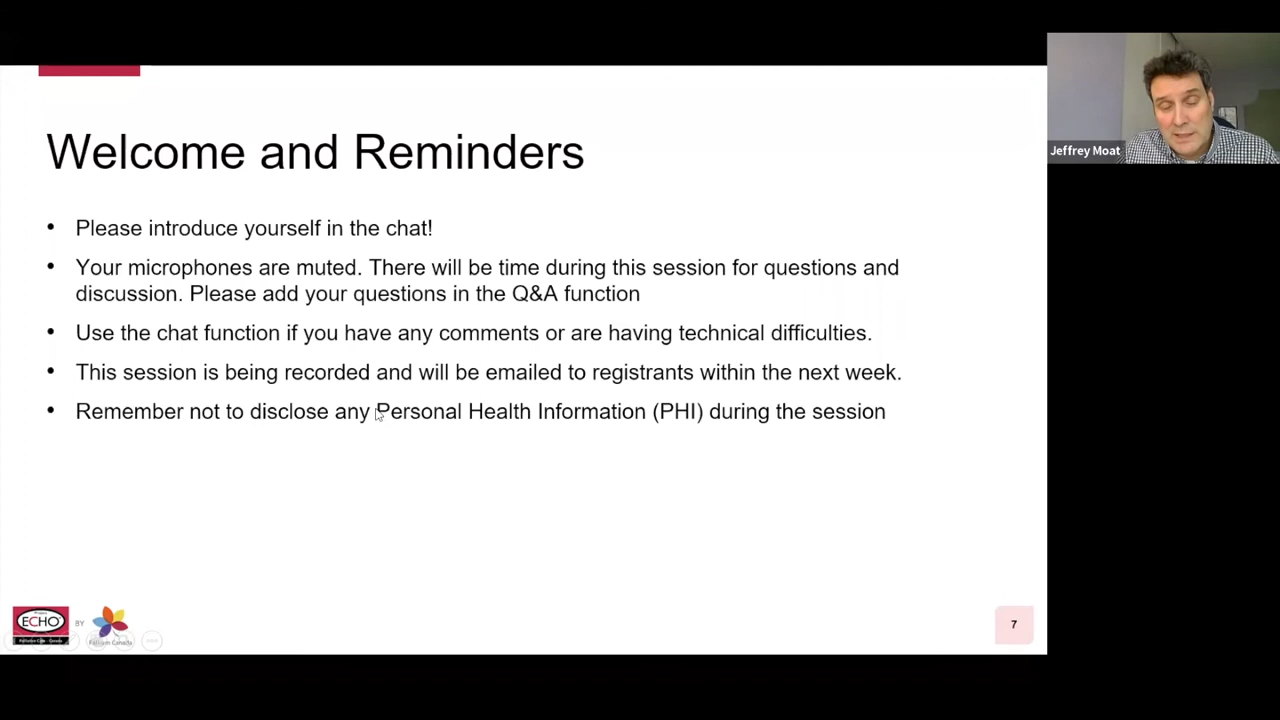 Welcome and Reminders
Jeffrey Moat
• Please introduce yourself in the chat!
• Your microphones are muted. There will be time during this session for questions and
discussion. Please add your questions in the Q&A function
• Use the chat function if you have any comments or are having technical difficulties.
• This session is being recorded and will be emailed to registrants within the next week.
• Remember not to disclose any Personal Health Information (PHI) during the session
ECHO
BY
Pallium Canada
7